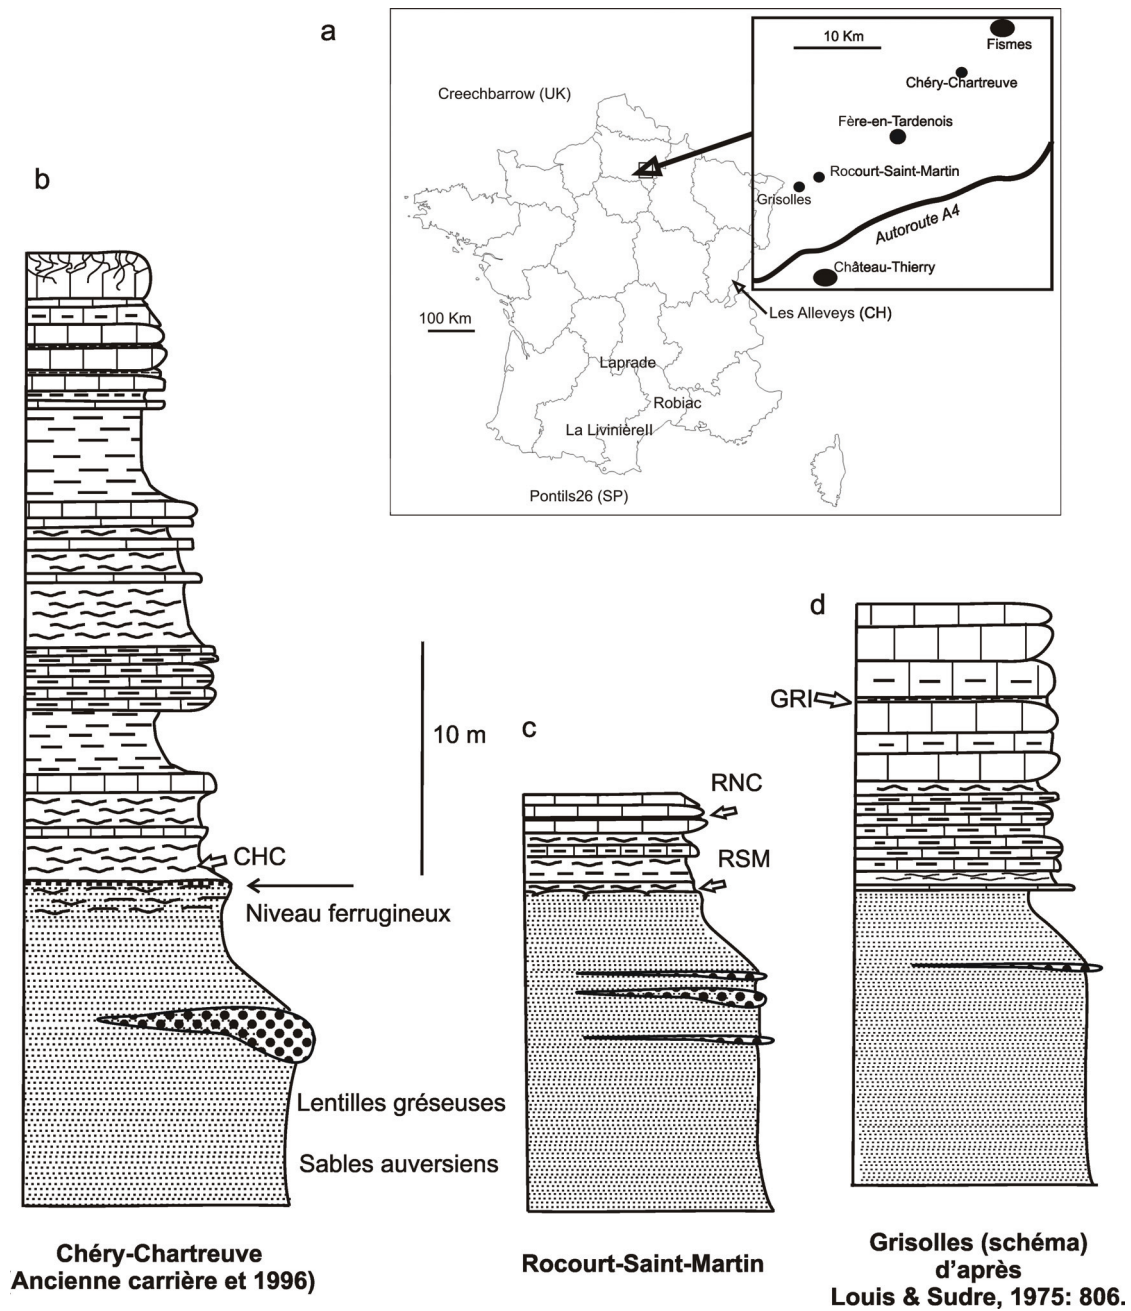 a
Creechbarrow (UK)
10 Km
Fismes
Chéry-Chartreuve
Fère-en-Tardenois
Rocourt-Saint-Martin
Grisolles
Autoroute A4
Château-Thierry
Les Alleveys (CH)
100 Km
Laprade
Robiac
La LivinièreII
Pontils26 (SP)
b
CHC
Niveau ferrugineux
Lentilles gréseuses
Sables auversiens
Chéry-Chartreuve
Ancienne carrière et 1996)
10 m
c
RNC
RSM
Rocourt-Saint-Martin
d
GRI
Grisolles (schéma)
d'après
Louis & Sudre, 1975: 806.